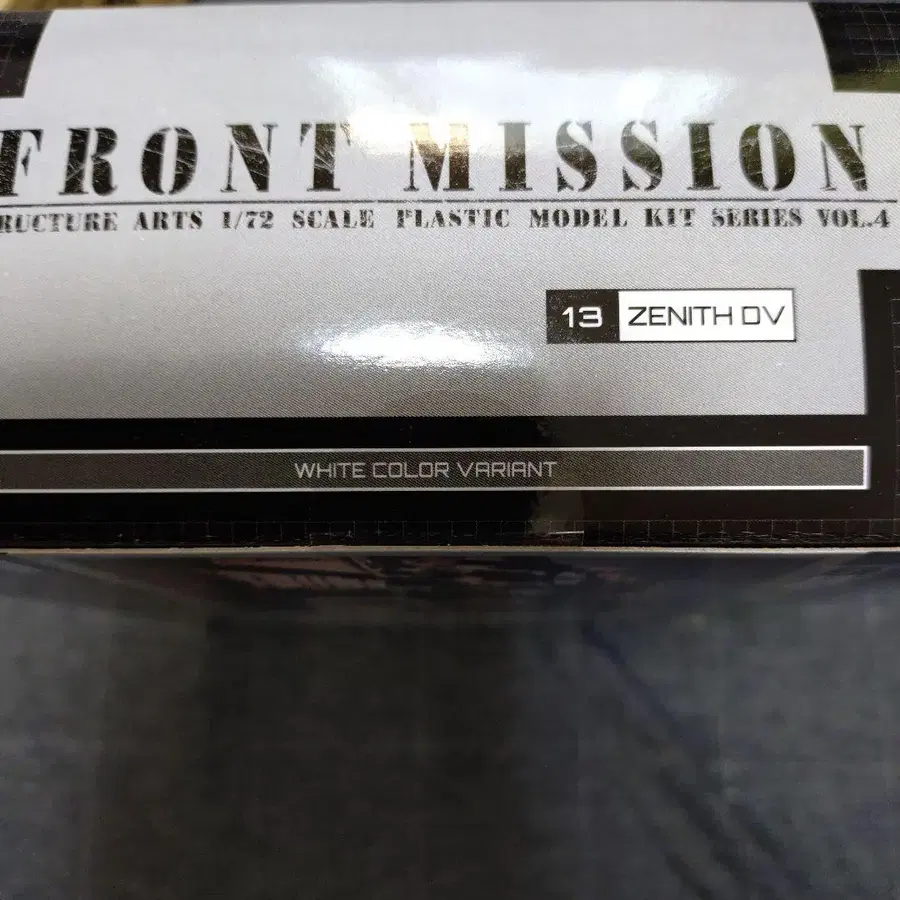 FRONT MISSION
RUCTURE ARTS 1/72 SCALE PLASTIC MODEL KIT SERIES VOL.4
13 ZENITH DV
WHITE COLOR VARIANT